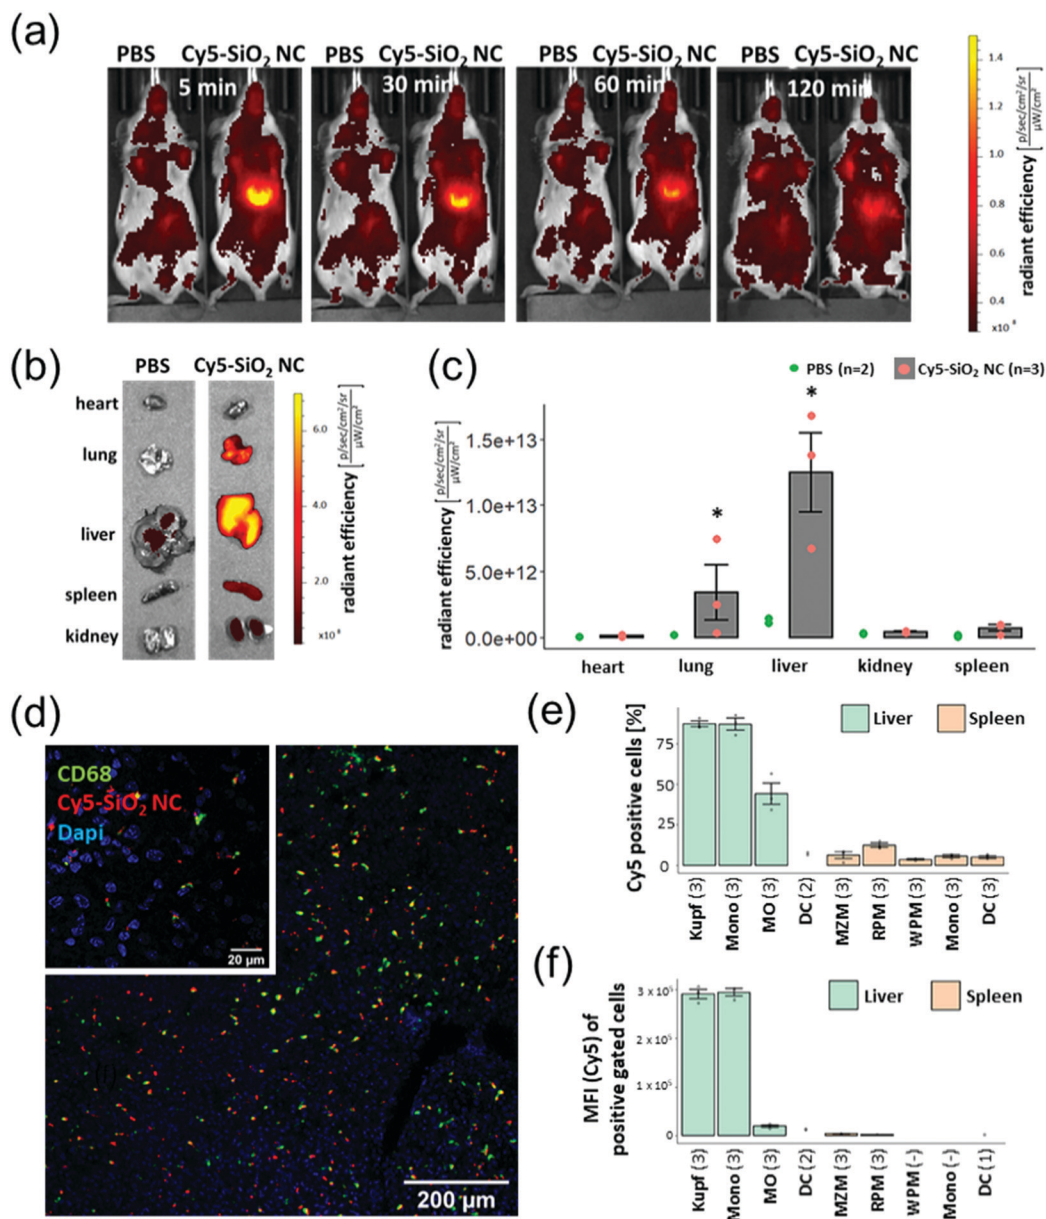 (a)
PBS Cy5-SiO₂ NC PBS Cy5-SiO₂ NC PBS Cy5-SiO₂ NC PBS Cy5-SiO₂ NC
5 min 30 min 60 min 120 min
1.4
1.2
1.0
0.8
0.6
0.4
x10⁸
radiant efficiency [p/sec/cm²/sr / µW/cm²]
(b)
PBS Cy5-SiO₂ NC
heart
lung
liver
spleen
kidney
6.0
4.0
2.0
x10⁸
radiant efficiency [p/sec/cm²/sr / µW/cm²]
(c)
PBS (n=2) Cy5-SiO₂ NC (n=3)
radiant efficiency [p/sec/cm²/sr / µW/cm²]
1.5e+13
1.0e+13
5.0e+12
0.0e+00
* *
heart lung liver kidney spleen
(d)
CD68
Cy5-SiO₂ NC
Dapi
20 µm
200 µm
(e)
Liver Spleen
Cy5 positive cells [%]
75
50
25
0
Kupf (3) Mono (3) MO (3) DC (2) MZM (3) RPM (3) WPM (3) Mono (3) DC (3)
(f)
Liver Spleen
MFI (Cy5) of
positive gated cells
3 x 10⁵
2 x 10⁵
1 x 10⁵
0
Kupf (3) Mono (3) MO (3) DC (2) MZM (3) RPM (3) WPM (-) Mono (-) DC (1)